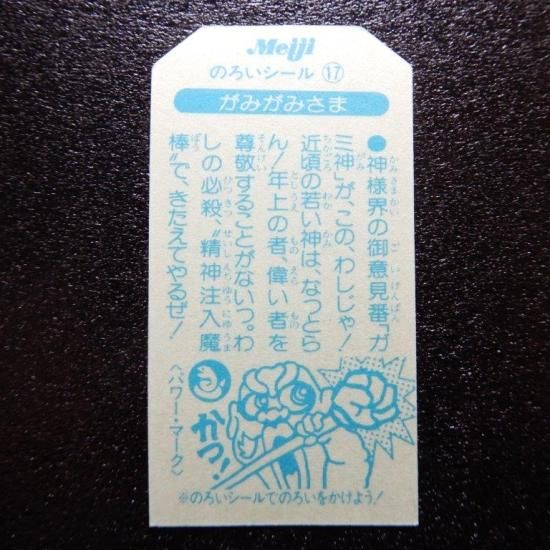 Meiji
のろいシール ⑰
がみがみさま
●神様界の御意見番、「ガ
三神」が、この、わしじゃ！
近頃の若い神は、なっとら
ん！年上の者、偉い者を
尊敬することがないっ。わ
しの必殺、〝精神注入魔
棒〟で、きたえてやるぜ！
〈パワー・マーク〉
かつ！
※のろいシールでのろいをかけよう！